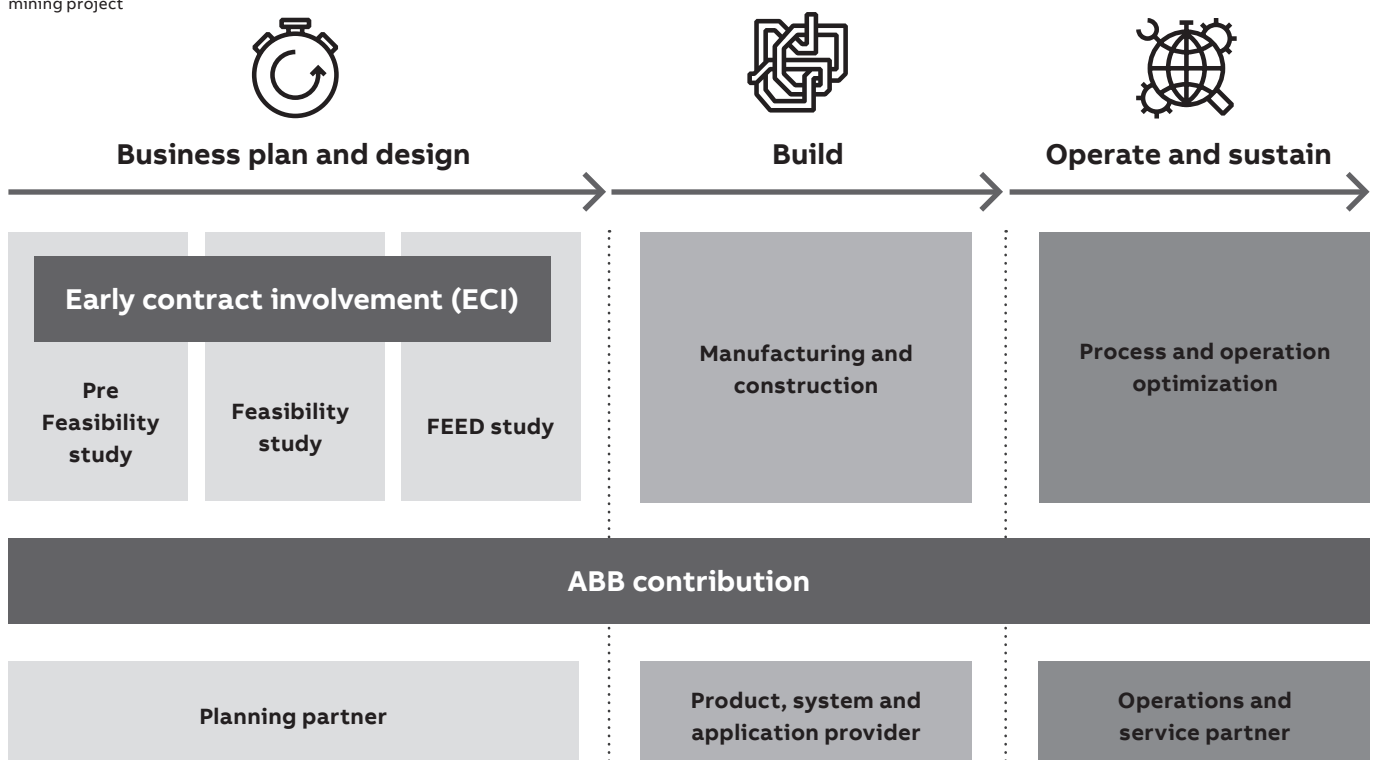 mining project
Business plan and design
Build
Operate and sustain
Early contract involvement (ECI)
Pre
Feasibility
study
Feasibility
study
FEED study
Manufacturing and
construction
Process and operation
optimization
ABB contribution
Planning partner
Product, system and
application provider
Operations and
service partner